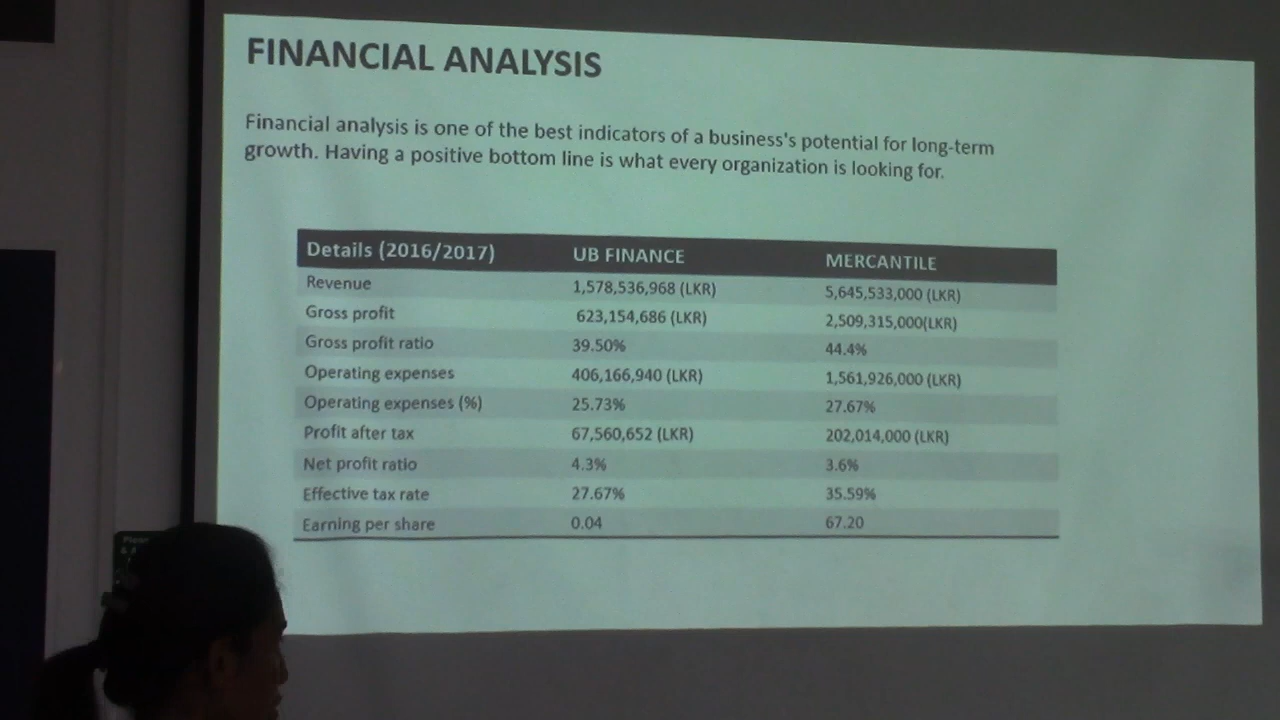 FINANCIAL ANALYSIS
Financial analysis is one of the best indicators of a business's potential for long-term
growth. Having a positive bottom line is what every organization is looking for.
Details (2016/2017) UB FINANCE MERCANTILE
Revenue 1,578,536,968 (LKR) 5,645,533,000 (LKR)
Gross profit 623,154,686 (LKR) 2,509,315,000(LKR)
Gross profit ratio 39.50% 44.4%
Operating expenses 406,166,940 (LKR) 1,561,926,000 (LKR)
Operating expenses (%) 25.73% 27.67%
Profit after tax 67,560,652 (LKR) 202,014,000 (LKR)
Net profit ratio 4.3% 3.6%
Effective tax rate 27.67% 35.59%
Earning per share 0.04 67.20